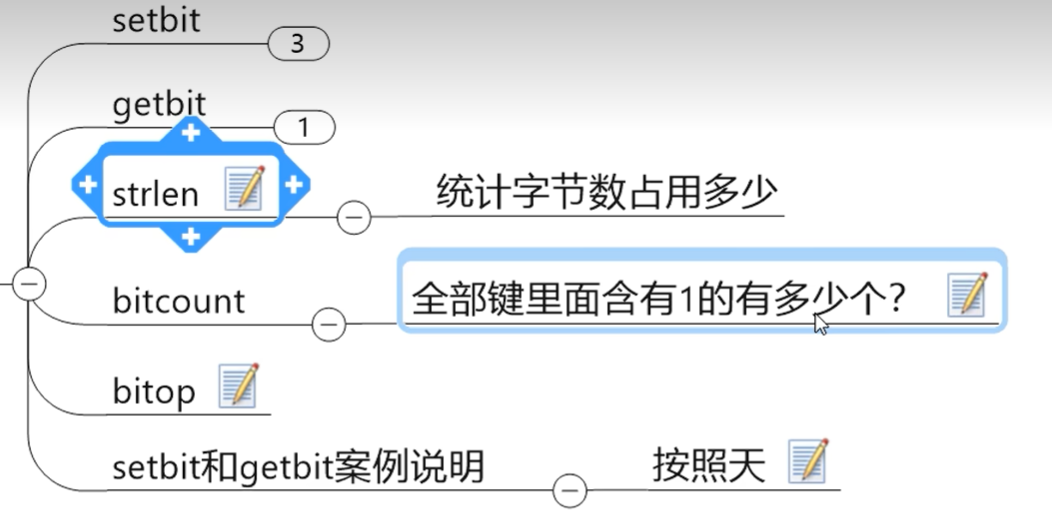 setbit
3
getbit
1
strlen
统计字节数占用多少
bitcount
全部键里面含有1的有多少个？
bitop
setbit和getbit案例说明
按照天